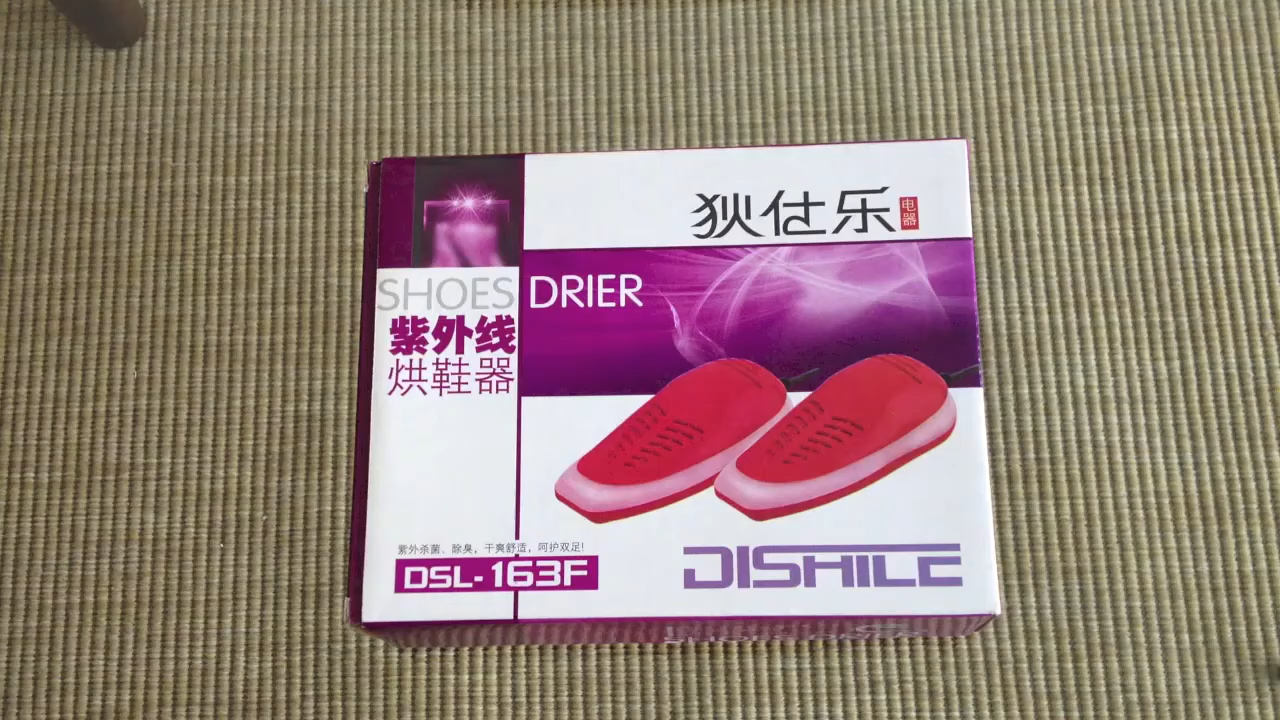 狄仕乐
电器
SHOES DRIER
紫外线
烘鞋器
紫外杀菌、除臭，干爽舒适，呵护双足!
DSL-163F
DISHILE